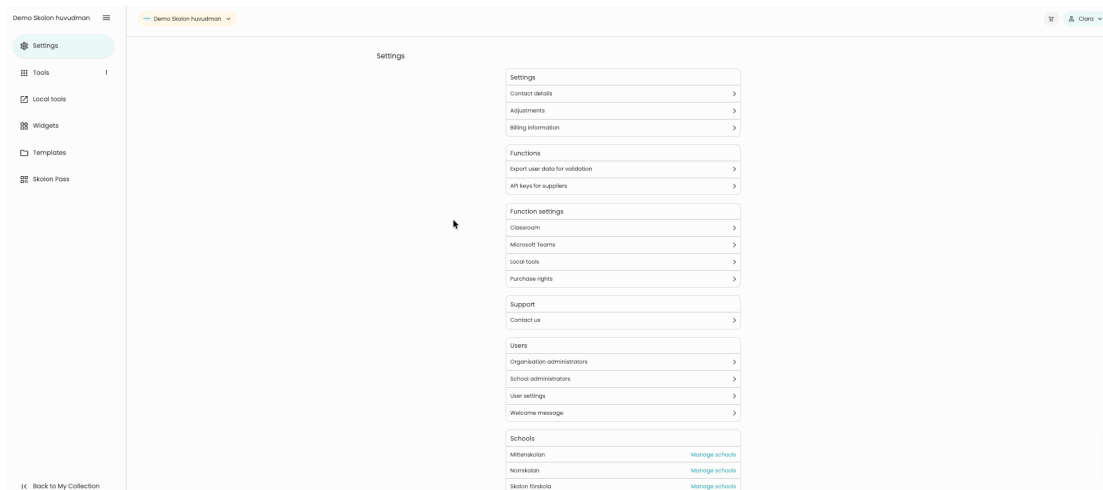 Demo Skolon huvudman
Demo Skolon huvudman
Clara
Settings
Tools 1
Local tools
Widgets
Templates
Skolon Pass
Back to My Collection
Settings
Settings
Contact details
Adjustments
Billing information
Functions
Export user data for validation
API keys for suppliers
Function settings
Classroom
Microsoft Teams
Local tools
Purchase rights
Support
Contact us
Users
Organisation administrators
School administrators
User settings
Welcome message
Schools
Mittenskolan Manage schools
Norrskolan Manage schools
Skolon förskola Manage schools